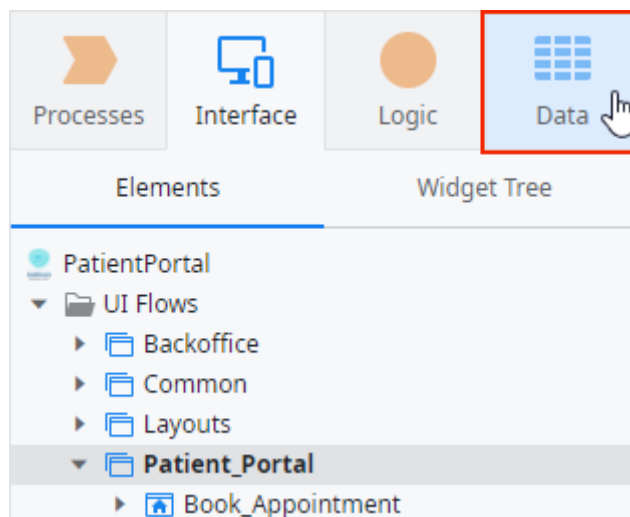 Processes Interface Logic Data
Elements Widget Tree
PatientPortal
UI Flows
Backoffice
Common
Layouts
Patient_Portal
Book_Appointment